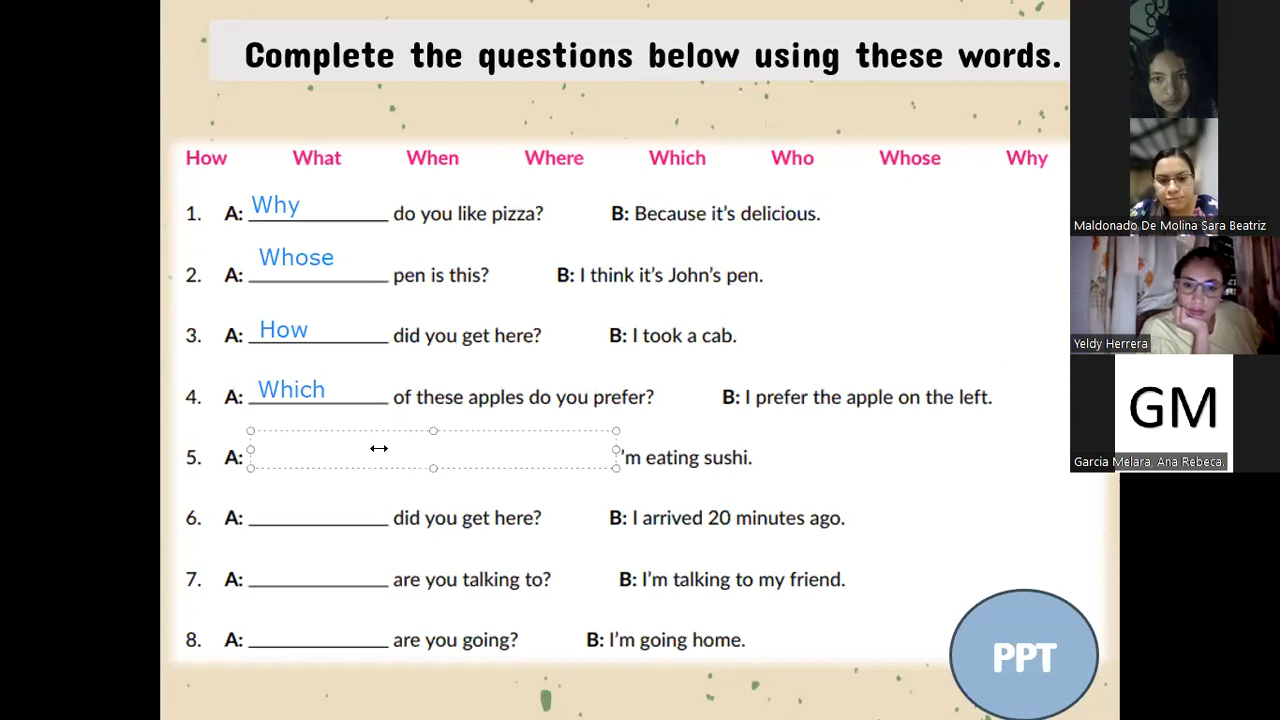 Complete the questions below using these words.
How What When Where Which Who Whose Why
1. A: Why do you like pizza? B: Because it's delicious.
2. A: Whose pen is this? B: I think it's John's pen.
3. A: How did you get here? B: I took a cab.
4. A: Which of these apples do you prefer? B: I prefer the apple on the left.
5. A: 'm eating sushi.
6. A: ____________ did you get here? B: I arrived 20 minutes ago.
7. A: ____________ are you talking to? B: I'm talking to my friend.
8. A: ____________ are you going? B: I'm going home.
PPT
Maldonado De Molina Sara Beatriz
Yeldy Herrera
GM
Garcia Melara, Ana Rebeca.